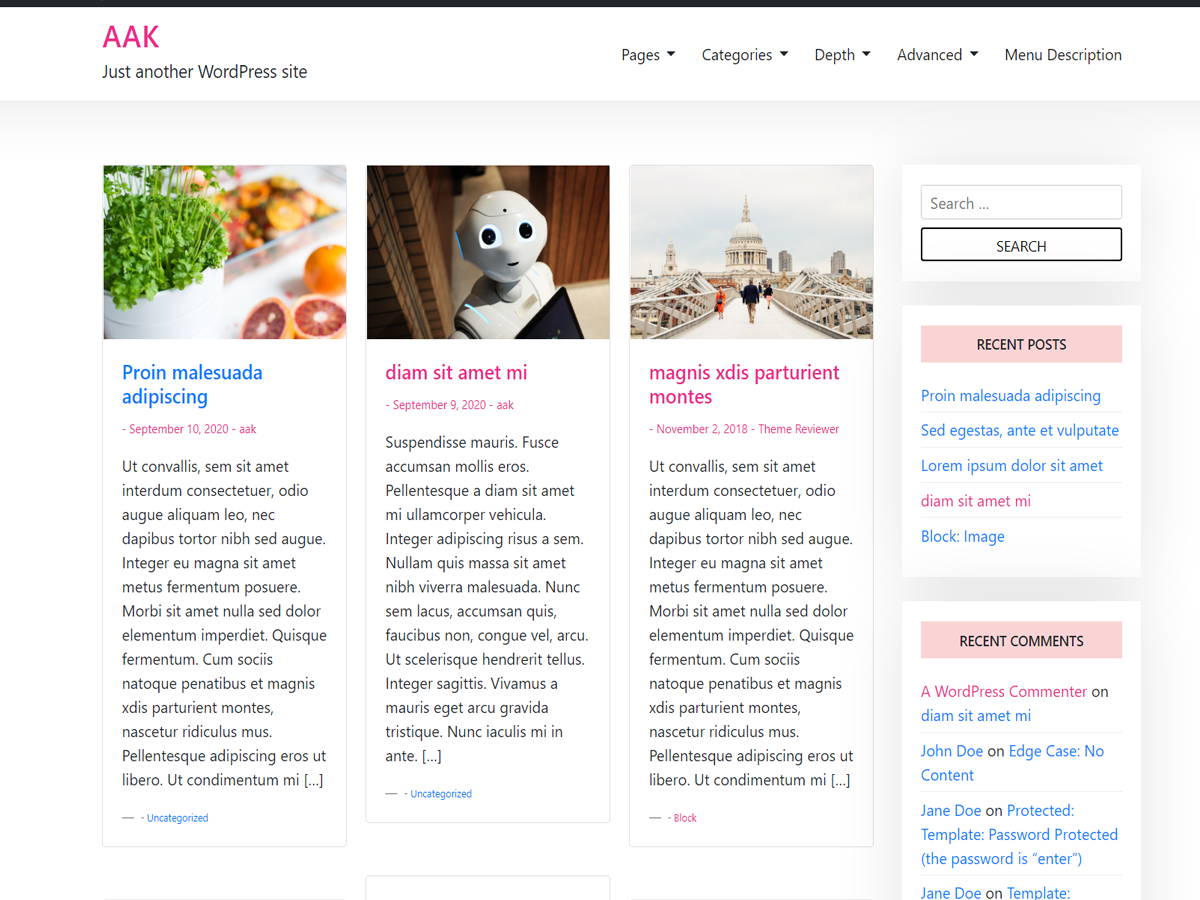 AAK
Just another WordPress site
Pages
Categories
Depth
Advanced
Menu Description
Proin malesuada
adipiscing
- September 10, 2020 - aak
Ut convallis, sem sit amet
interdum consectetuer, odio
augue aliquam leo, nec
dapibus tortor nibh sed augue.
Integer eu magna sit amet
metus fermentum posuere.
Morbi sit amet nulla sed dolor
elementum imperdiet. Quisque
fermentum. Cum sociis
natoque penatibus et magnis
xdis parturient montes,
nascetur ridiculus mus.
Pellentesque adipiscing eros ut
libero. Ut condimentum mi [...]
— - Uncategorized
diam sit amet mi
- September 9, 2020 - aak
Suspendisse mauris. Fusce
accumsan mollis eros.
Pellentesque a diam sit amet
mi ullamcorper vehicula.
Integer adipiscing risus a sem.
Nullam quis massa sit amet
nibh viverra malesuada. Nunc
sem lacus, accumsan quis,
faucibus non, congue vel, arcu.
Ut scelerisque hendrerit tellus.
Integer sagittis. Vivamus a
mauris eget arcu gravida
tristique. Nunc iaculis mi in
ante. [...]
— - Uncategorized
magnis xdis parturient
montes
- November 2, 2018 - Theme Reviewer
Ut convallis, sem sit amet
interdum consectetuer, odio
augue aliquam leo, nec
dapibus tortor nibh sed augue.
Integer eu magna sit amet
metus fermentum posuere.
Morbi sit amet nulla sed dolor
elementum imperdiet. Quisque
fermentum. Cum sociis
natoque penatibus et magnis
xdis parturient montes,
nascetur ridiculus mus.
Pellentesque adipiscing eros ut
libero. Ut condimentum mi [...]
— - Block
Search ...
SEARCH
RECENT POSTS
Proin malesuada adipiscing
Sed egestas, ante et vulputate
Lorem ipsum dolor sit amet
diam sit amet mi
Block: Image
RECENT COMMENTS
A WordPress Commenter on
diam sit amet mi
John Doe on Edge Case: No
Content
Jane Doe on Protected:
Template: Password Protected
(the password is “enter”)
Jane Doe on Template: